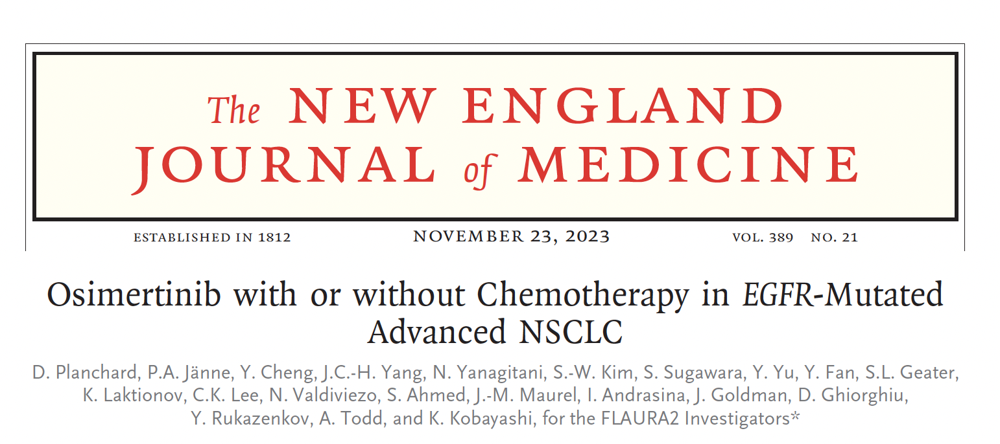 The NEW ENGLAND
JOURNAL of MEDICINE
ESTABLISHED IN 1812 NOVEMBER 23, 2023 VOL. 389 NO. 21
Osimertinib with or without Chemotherapy in EGFR-Mutated
Advanced NSCLC
D. Planchard, P.A. Jänne, Y. Cheng, J.C.-H. Yang, N. Yanagitani, S.-W. Kim, S. Sugawara, Y. Yu, Y. Fan, S.L. Geater,
K. Laktionov, C.K. Lee, N. Valdiviezo, S. Ahmed, J.-M. Maurel, I. Andrasina, J. Goldman, D. Ghiorghiu,
Y. Rukazenkov, A. Todd, and K. Kobayashi, for the FLAURA2 Investigators*